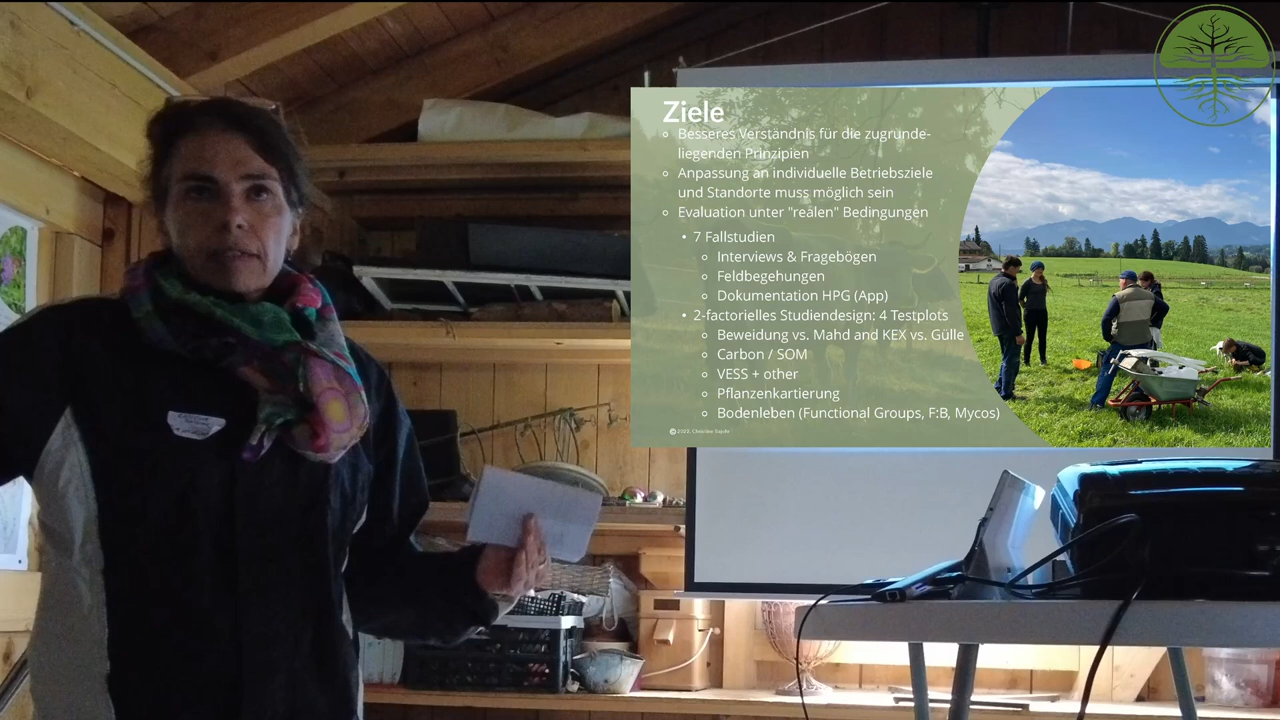 Ziele
Besseres Verständnis für die zugrunde-
liegenden Prinzipien
Anpassung an individuelle Betriebsziele
und Standorte muss möglich sein
Evaluation unter "realen" Bedingungen
• 7 Fallstudien
Interviews & Fragebögen
Feldbegehungen
Dokumentation HPG (App)
• 2-factorielles Studiendesign: 4 Testplots
Beweidung vs. Mahd and KEX vs. Gülle
Carbon / SOM
VESS + other
Pflanzenkartierung
Bodenleben (Functional Groups, F:B, Mycos)
2022, Christine